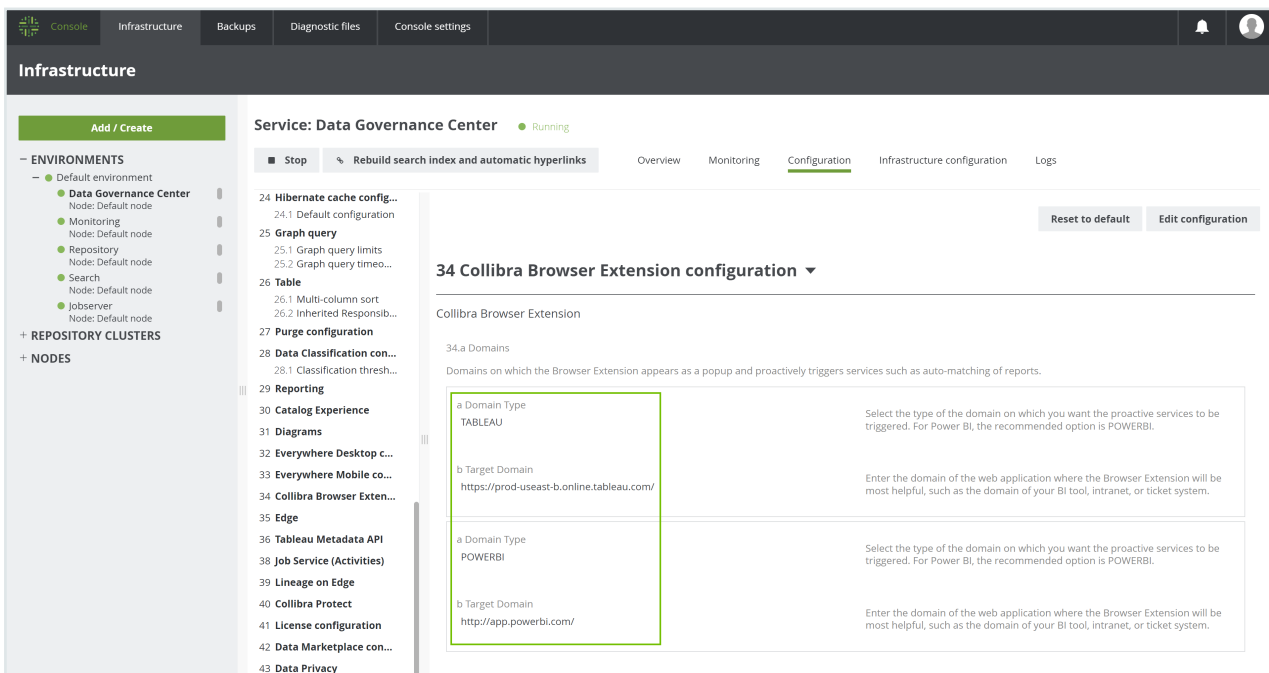 Console Infrastructure Backups Diagnostic files Console settings
Infrastructure
Add / Create
− ENVIRONMENTS
− Default environment
Data Governance Center
Node: Default node
Monitoring
Node: Default node
Repository
Node: Default node
Search
Node: Default node
Jobserver
Node: Default node
+ REPOSITORY CLUSTERS
+ NODES
Service: Data Governance Center Running
Stop Rebuild search index and automatic hyperlinks Overview Monitoring Configuration Infrastructure configuration Logs
24 Hibernate cache config...
24.1 Default configuration
25 Graph query
25.1 Graph query limits
25.2 Graph query timeo...
26 Table
26.1 Multi-column sort
26.2 Inherited Responsib...
27 Purge configuration
28 Data Classification con...
28.1 Classification thresh...
29 Reporting
30 Catalog Experience
31 Diagrams
32 Everywhere Desktop c...
33 Everywhere Mobile co...
34 Collibra Browser Exten...
35 Edge
36 Tableau Metadata API
38 Job Service (Activities)
39 Lineage on Edge
40 Collibra Protect
41 License configuration
42 Data Marketplace con...
43 Data Privacy
Reset to default Edit configuration
34 Collibra Browser Extension configuration
Collibra Browser Extension
34.a Domains
Domains on which the Browser Extension appears as a popup and proactively triggers services such as auto-matching of reports.
a Domain Type
TABLEAU
Select the type of the domain on which you want the proactive services to be
triggered. For Power BI, the recommended option is POWERBI.
b Target Domain
https://prod-useast-b.online.tableau.com/
Enter the domain of the web application where the Browser Extension will be
most helpful, such as the domain of your BI tool, intranet, or ticket system.
a Domain Type
POWERBI
Select the type of the domain on which you want the proactive services to be
triggered. For Power BI, the recommended option is POWERBI.
b Target Domain
http://app.powerbi.com/
Enter the domain of the web application where the Browser Extension will be
most helpful, such as the domain of your BI tool, intranet, or ticket system.